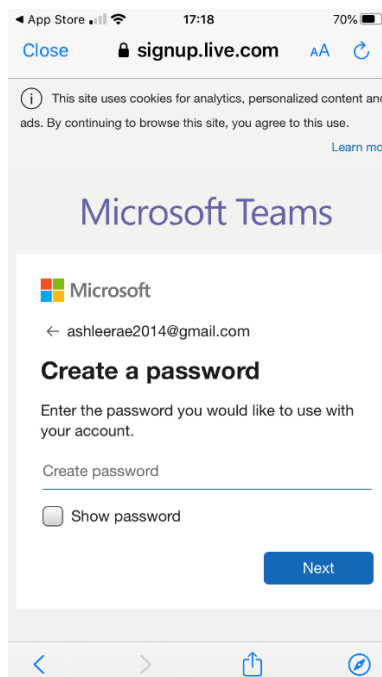 App Store 17:18 70%
Close signup.live.com AA
This site uses cookies for analytics, personalized content and
ads. By continuing to browse this site, you agree to this use.
Learn mo
Microsoft Teams
Microsoft
ashleerae2014@gmail.com
Create a password
Enter the password you would like to use with
your account.
Create password
Show password
Next